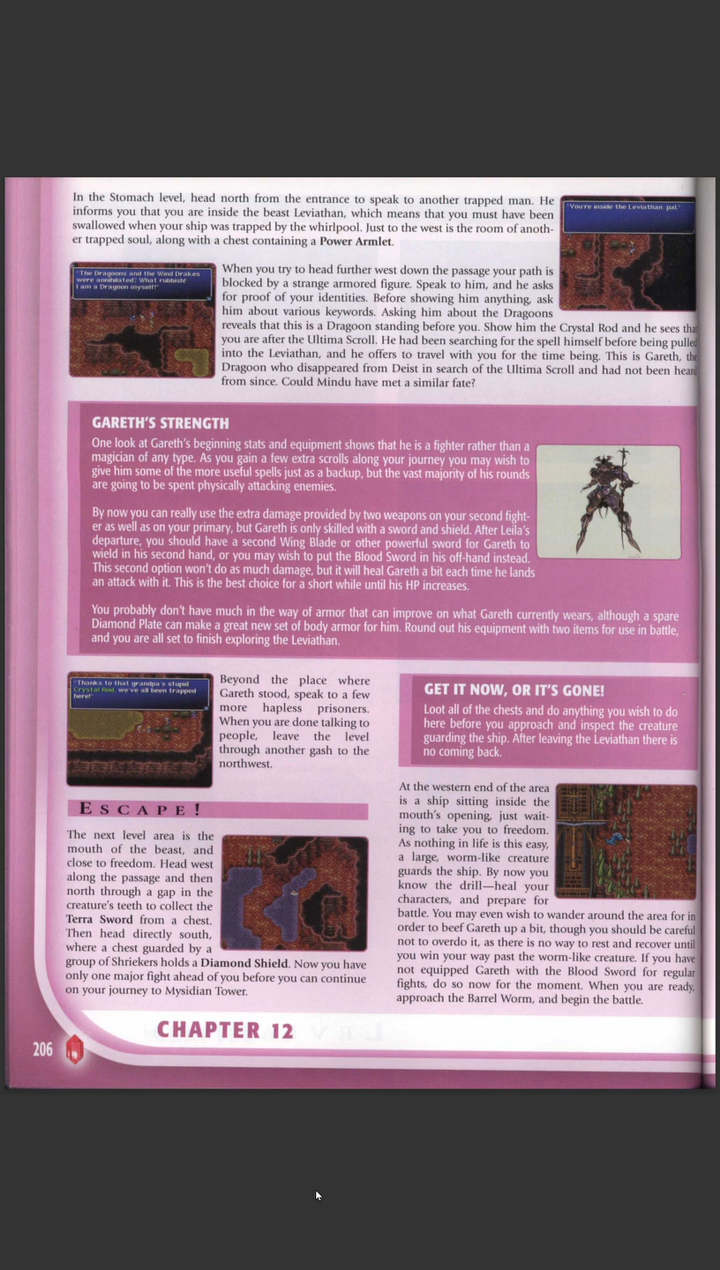 In the Stomach level, head north from the entrance to speak to another trapped man. He
informs you that you are inside the beast Leviathan, which means that you must have been
swallowed when your ship was trapped by the whirlpool. Just to the west is the room of anoth-
er trapped soul, along with a chest containing a Power Armlet.
"You're inside the Leviathan pal."
"The Dragoons and the Wind Drakes
were annihilated? What rubbish!
I am a Dragoon myself!"
When you try to head further west down the passage your path is
blocked by a strange armored figure. Speak to him, and he asks
for proof of your identities. Before showing him anything, ask
him about various keywords. Asking him about the Dragoons
reveals that this is a Dragoon standing before you. Show him the Crystal Rod and he sees that
you are after the Ultima Scroll. He had been searching for the spell himself before being pulled
into the Leviathan, and he offers to travel with you for the time being. This is Gareth, the
Dragoon who disappeared from Deist in search of the Ultima Scroll and had not been heard
from since. Could Mindu have met a similar fate?
GARETH'S STRENGTH
One look at Gareth's beginning stats and equipment shows that he is a fighter rather than a
magician of any type. As you gain a few extra scrolls along your journey you may wish to
give him some of the more useful spells just as a backup, but the vast majority of his rounds
are going to be spent physically attacking enemies.
By now you can really use the extra damage provided by two weapons on your second fight-
er as well as on your primary, but Gareth is only skilled with a sword and shield. After Leila's
departure, you should have a second Wing Blade or other powerful sword for Gareth to
wield in his second hand, or you may wish to put the Blood Sword in his off-hand instead.
This second option won't do as much damage, but it will heal Gareth a bit each time he lands
an attack with it. This is the best choice for a short while until his HP increases.
You probably don't have much in the way of armor that can improve on what Gareth currently wears, although a spare
Diamond Plate can make a great new set of body armor for him. Round out his equipment with two items for use in battle,
and you are all set to finish exploring the Leviathan.
"Thanks to that grandpa's stupid
Crystal Rod, we've all been trapped
here!"
Beyond the place where
Gareth stood, speak to a few
more hapless prisoners.
When you are done talking to
people, leave the level
through another gash to the
northwest.
ESCAPE!
The next level area is the
mouth of the beast, and
close to freedom. Head west
along the passage and then
north through a gap in the
creature's teeth to collect the
Terra Sword from a chest.
Then head directly south,
where a chest guarded by a
group of Shriekers holds a Diamond Shield. Now you have
only one major fight ahead of you before you can continue
on your journey to Mysidian Tower.
GET IT NOW, OR IT'S GONE!
Loot all of the chests and do anything you wish to do
here before you approach and inspect the creature
guarding the ship. After leaving the Leviathan there is
no coming back.
At the western end of the area
is a ship sitting inside the
mouth's opening, just wait-
ing to take you to freedom.
As nothing in life is this easy,
a large, worm-like creature
guards the ship. By now you
know the drill—heal your
characters, and prepare for
battle. You may even wish to wander around the area for in
order to beef Gareth up a bit, though you should be careful
not to overdo it, as there is no way to rest and recover until
you win your way past the worm-like creature. If you have
not equipped Gareth with the Blood Sword for regular
fights, do so now for the moment. When you are ready,
approach the Barrel Worm, and begin the battle.
206
CHAPTER 12